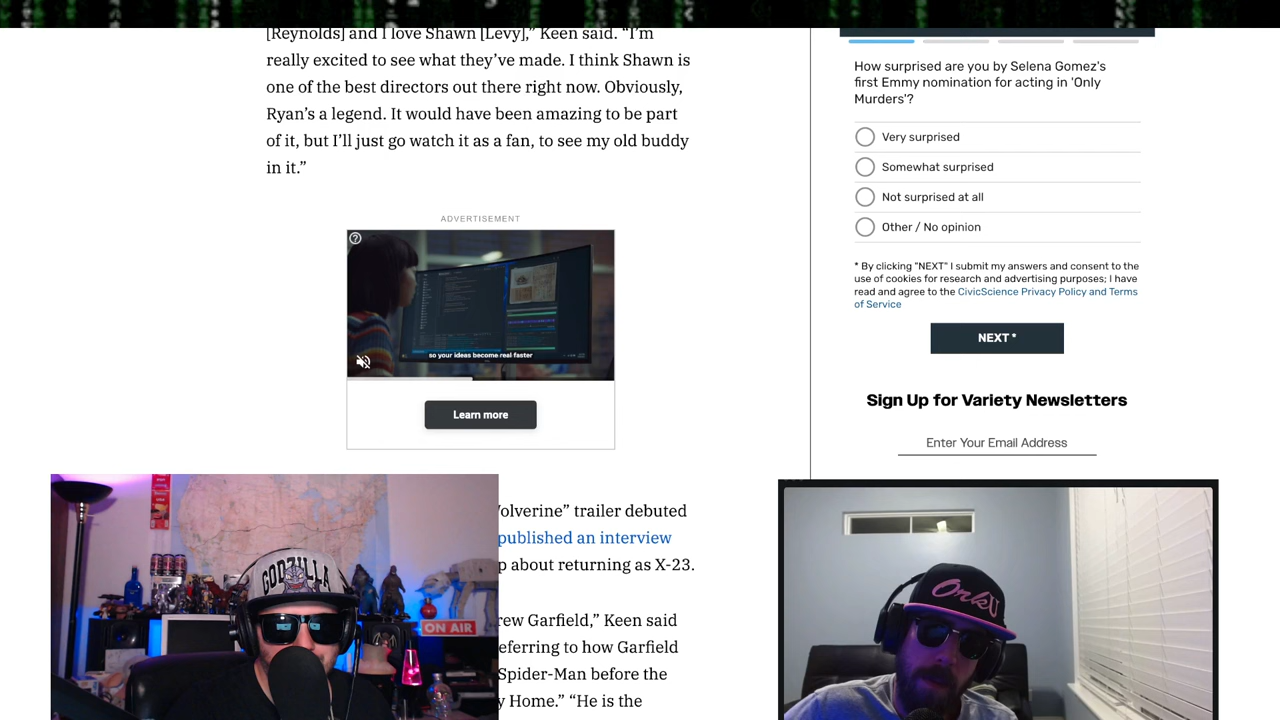 [Reynolds] and I love Shawn [Levy],” Keen said. “I’m
really excited to see what they’ve made. I think Shawn is
one of the best directors out there right now. Obviously,
Ryan’s a legend. It would have been amazing to be part
of it, but I’ll just go watch it as a fan, to see my old buddy
in it.”
ADVERTISEMENT
so your ideas become real faster
Learn more
olverine” trailer debuted
published an interview
p about returning as X-23.
rew Garfield,” Keen said
eferring to how Garfield
Spider-Man before the
y Home.” “He is the
How surprised are you by Selena Gomez's
first Emmy nomination for acting in 'Only
Murders'?
Very surprised
Somewhat surprised
Not surprised at all
Other / No opinion
* By clicking "NEXT" I submit my answers and consent to the
use of cookies for research and advertising purposes; I have
read and agree to the CivicScience Privacy Policy and Terms
of Service
NEXT *
Sign Up for Variety Newsletters
Enter Your Email Address
GODZILLA
ON AIR